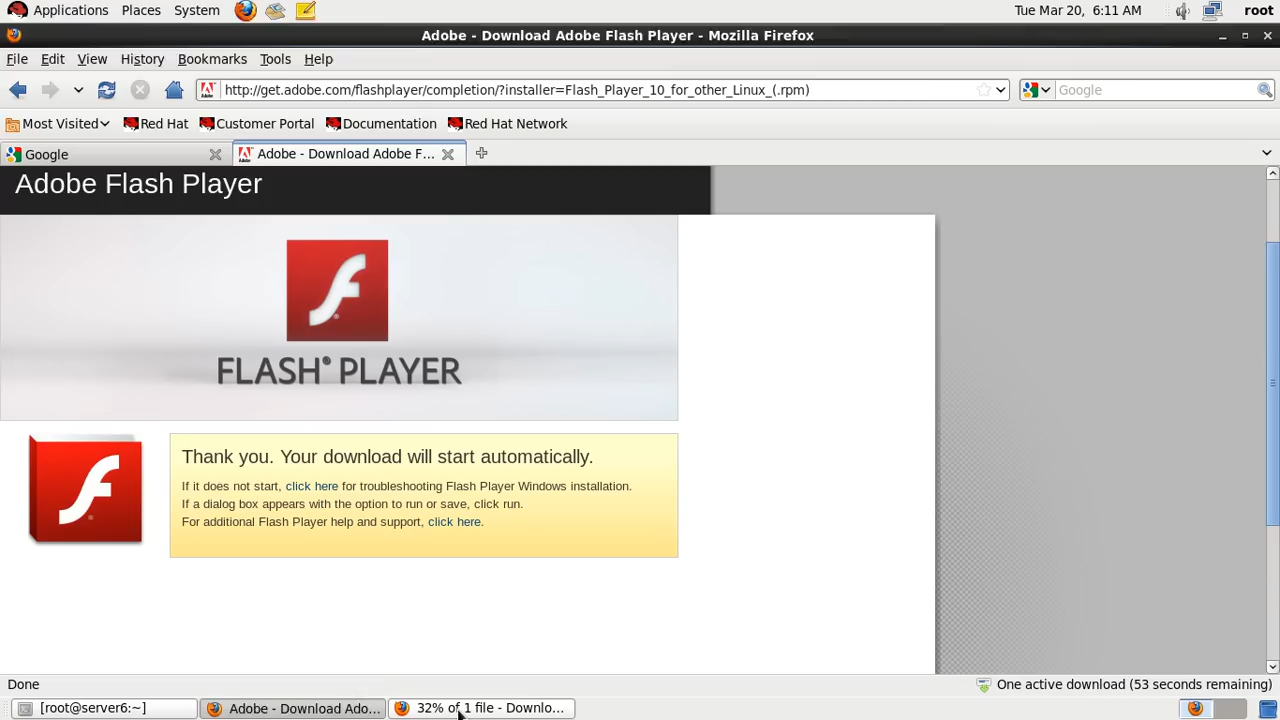 Applications Places System Tue Mar 20, 6:11 AM root
Adobe - Download Adobe Flash Player - Mozilla Firefox
File Edit View History Bookmarks Tools Help
http://get.adobe.com/flashplayer/completion/?installer=Flash_Player_10_for_other_Linux_(.rpm) Google
Most Visited Red Hat Customer Portal Documentation Red Hat Network
Google Adobe - Download Adobe F...
Adobe Flash Player
FLASH® PLAYER
Thank you. Your download will start automatically.
If it does not start, click here for troubleshooting Flash Player Windows installation.
If a dialog box appears with the option to run or save, click run.
For additional Flash Player help and support, click here.
Done One active download (53 seconds remaining)
[root@server6:~] Adobe - Download Ado... 32% of 1 file - Downlo...